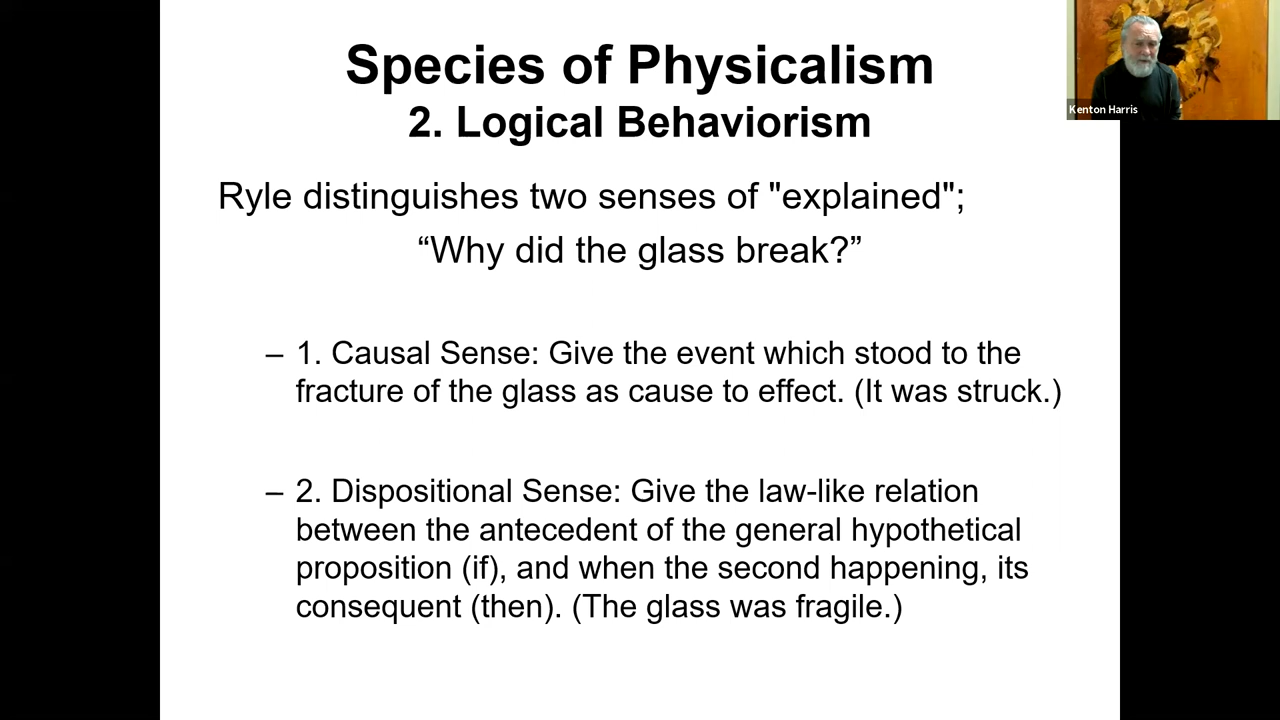 Species of Physicalism
2. Logical Behaviorism
Kenton Harris
Ryle distinguishes two senses of "explained";
“Why did the glass break?”
– 1. Causal Sense: Give the event which stood to the
fracture of the glass as cause to effect. (It was struck.)
– 2. Dispositional Sense: Give the law-like relation
between the antecedent of the general hypothetical
proposition (if), and when the second happening, its
consequent (then). (The glass was fragile.)